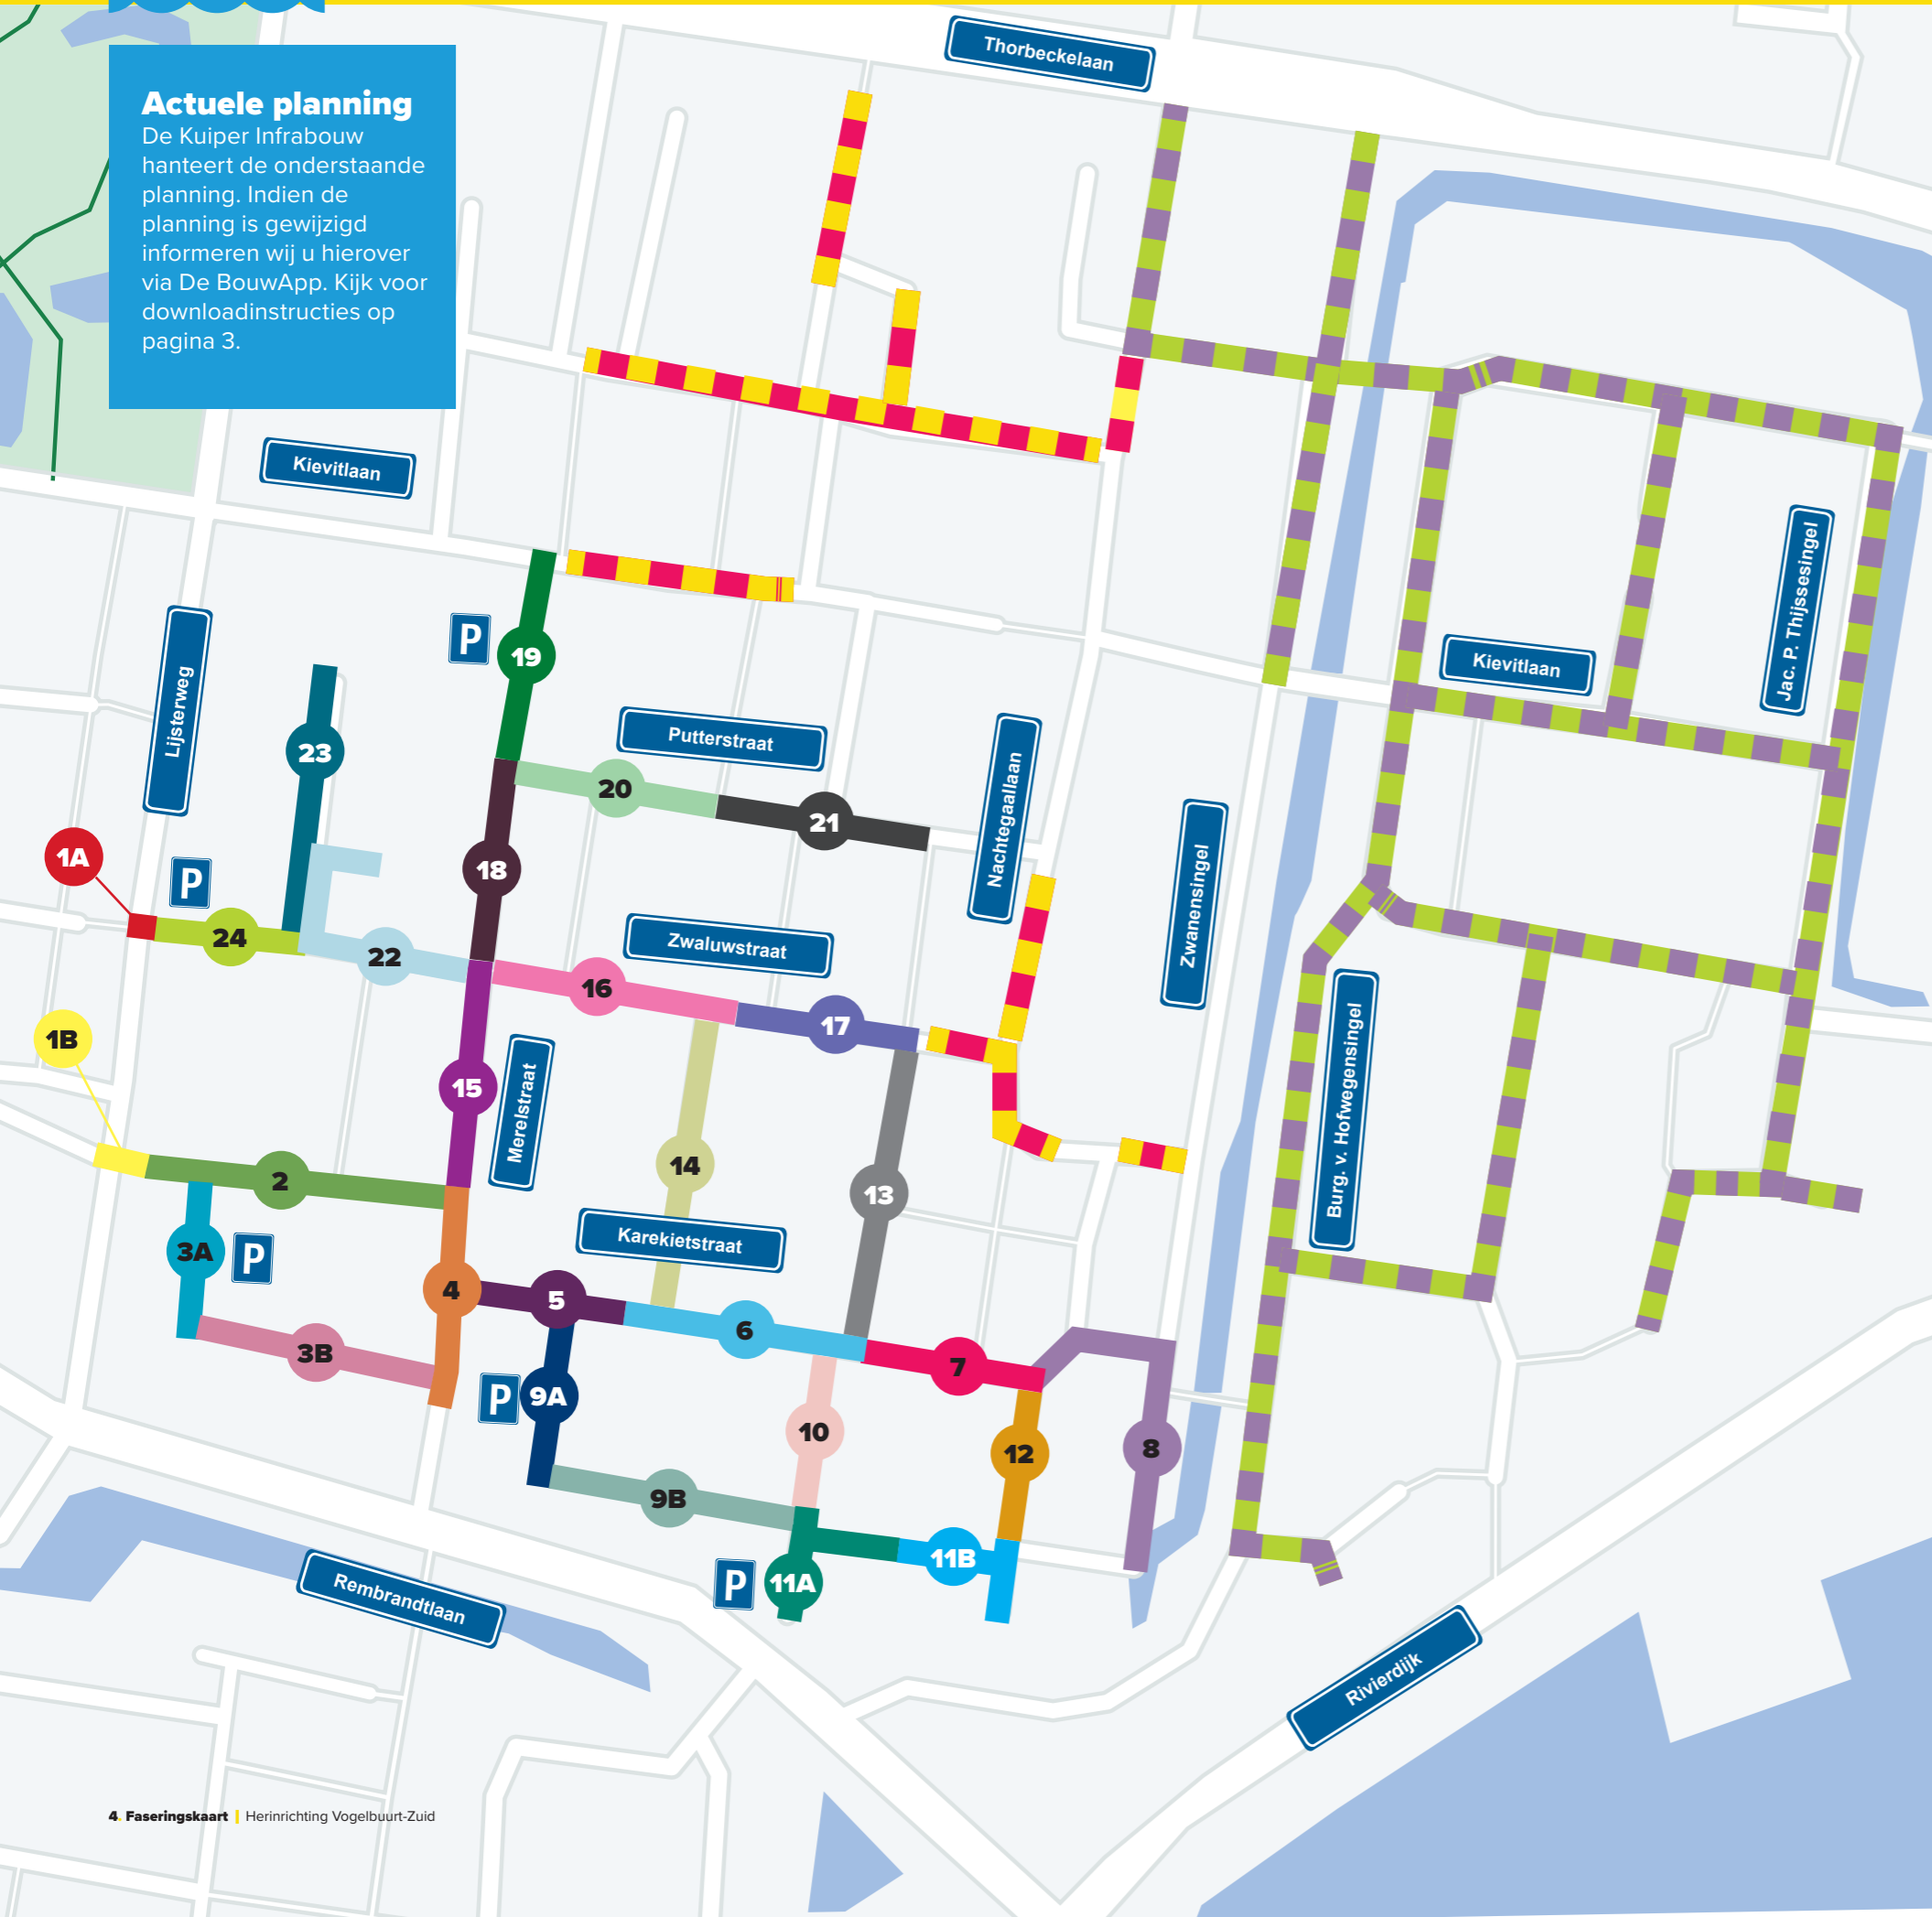 Actuele planning
De Kuiper Infrabouw
hanteert de onderstaande
planning. Indien de
planning is gewijzigd
informeren wij u hierover
via De BouwApp. Kijk voor
downloadinstructies op
pagina 3.
Thorbeckelaan
Kievitlaan
Lijsterweg
P
19
Putterstraat
23
20
21
Nachtegaallaan
Kievitlaan
Jac. P. Thijssesingel
1A
P
18
24
22
Zwaluwstraat
16
17
Zwanensingel
1B
15
Merelstraat
14
13
Burg. v. Hofwegensingel
2
3A
P
Karekietstraat
4
5
6
7
3B
P
9A
10
12
8
9B
11B
P
11A
Rembrandtlaan
Rivierdijk
4. Faseringskaart | Herinrichting Vogelbuurt-Zuid